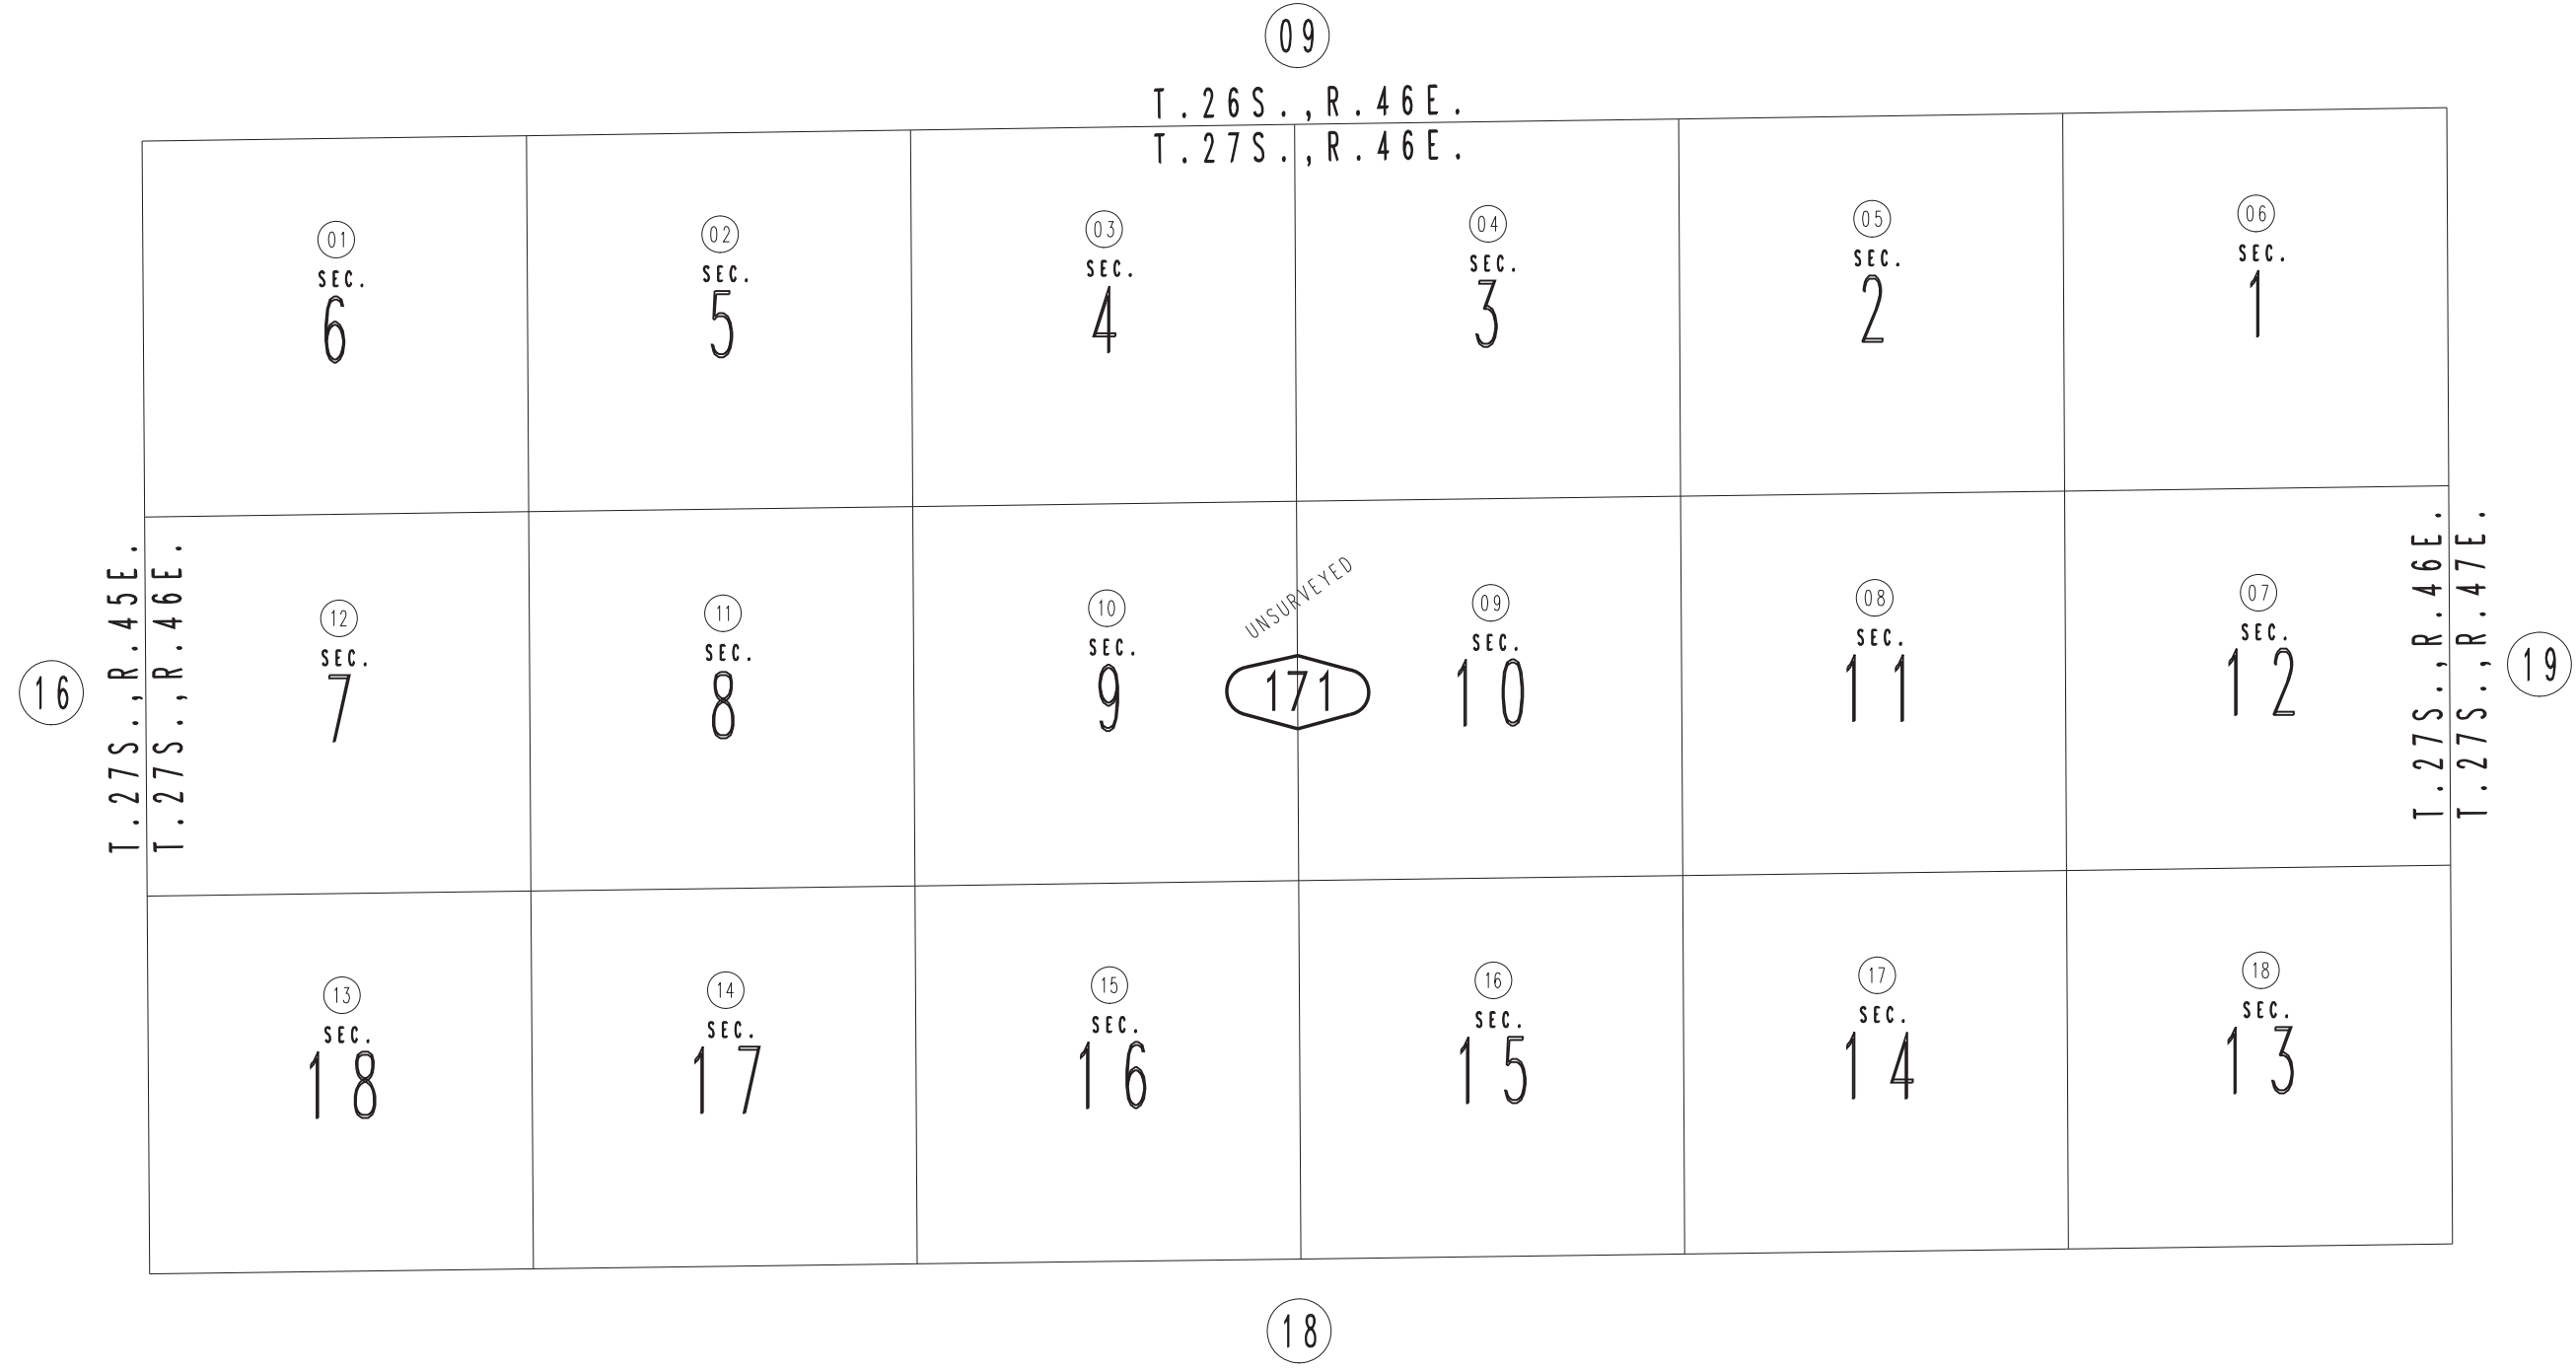 09
T.26S.,R.46E.
T.27S.,R.46E.
01
SEC.
6
02
SEC.
5
03
SEC.
4
04
SEC.
3
05
SEC.
2
06
SEC.
1
T.27S.,R.45E.
T.27S.,R.46E.
16
12
SEC.
7
11
SEC.
8
10
SEC.
9
UNSURVEYED
171
09
SEC.
10
08
SEC.
11
07
SEC.
12
T.27S.,R.46E.
T.27S.,R.47E.
19
13
SEC.
18
14
SEC.
17
15
SEC.
16
16
SEC.
15
17
SEC.
14
18
SEC.
13
18